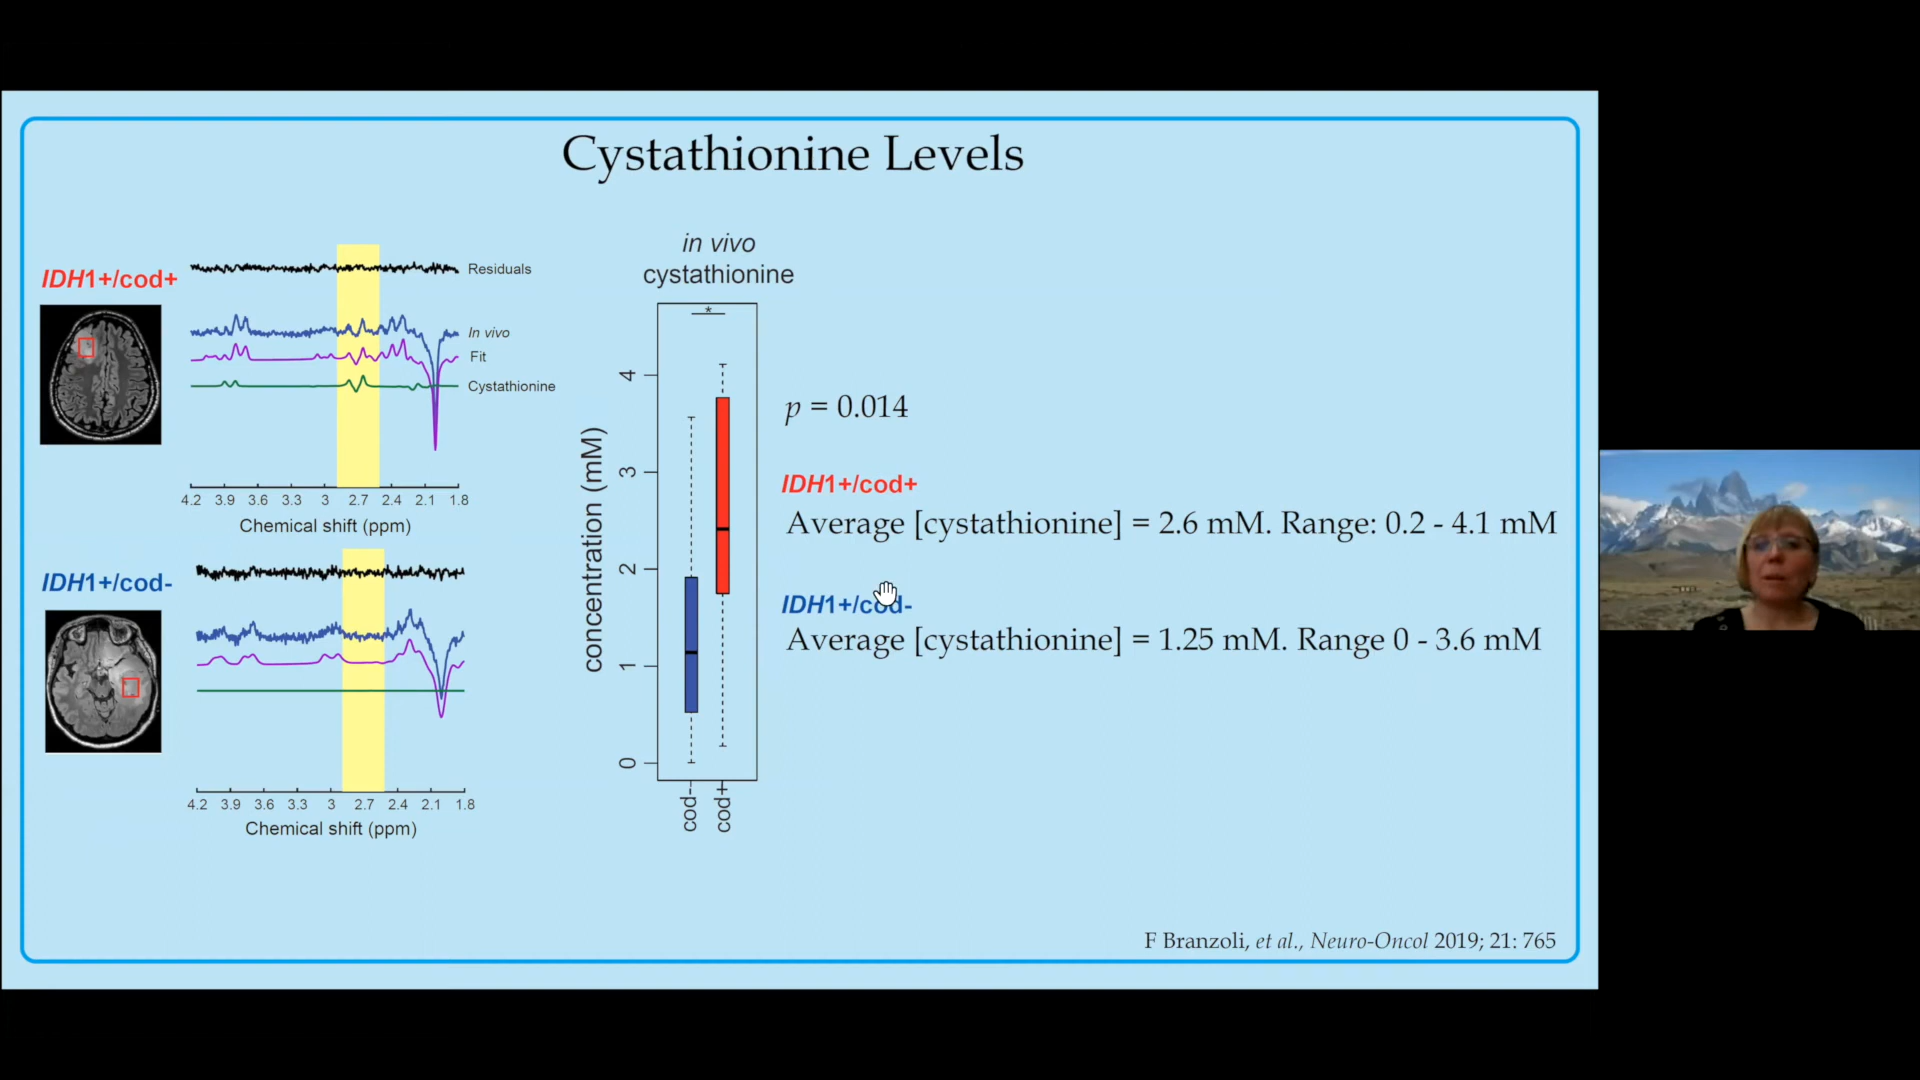 Cystathionine Levels
IDH1+/cod+
Residuals
In vivo
Fit
Cystathionine
4.2 3.9 3.6 3.3 3 2.7 2.4 2.1 1.8
Chemical shift (ppm)
IDH1+/cod-
4.2 3.9 3.6 3.3 3 2.7 2.4 2.1 1.8
Chemical shift (ppm)
in vivo
cystathionine
*
concentration (mM)
4
3
2
1
0
cod-
cod+
p = 0.014
IDH1+/cod+
Average [cystathionine] = 2.6 mM. Range: 0.2 - 4.1 mM
IDH1+/cod-
Average [cystathionine] = 1.25 mM. Range 0 - 3.6 mM
F Branzoli, et al., Neuro-Oncol 2019; 21: 765